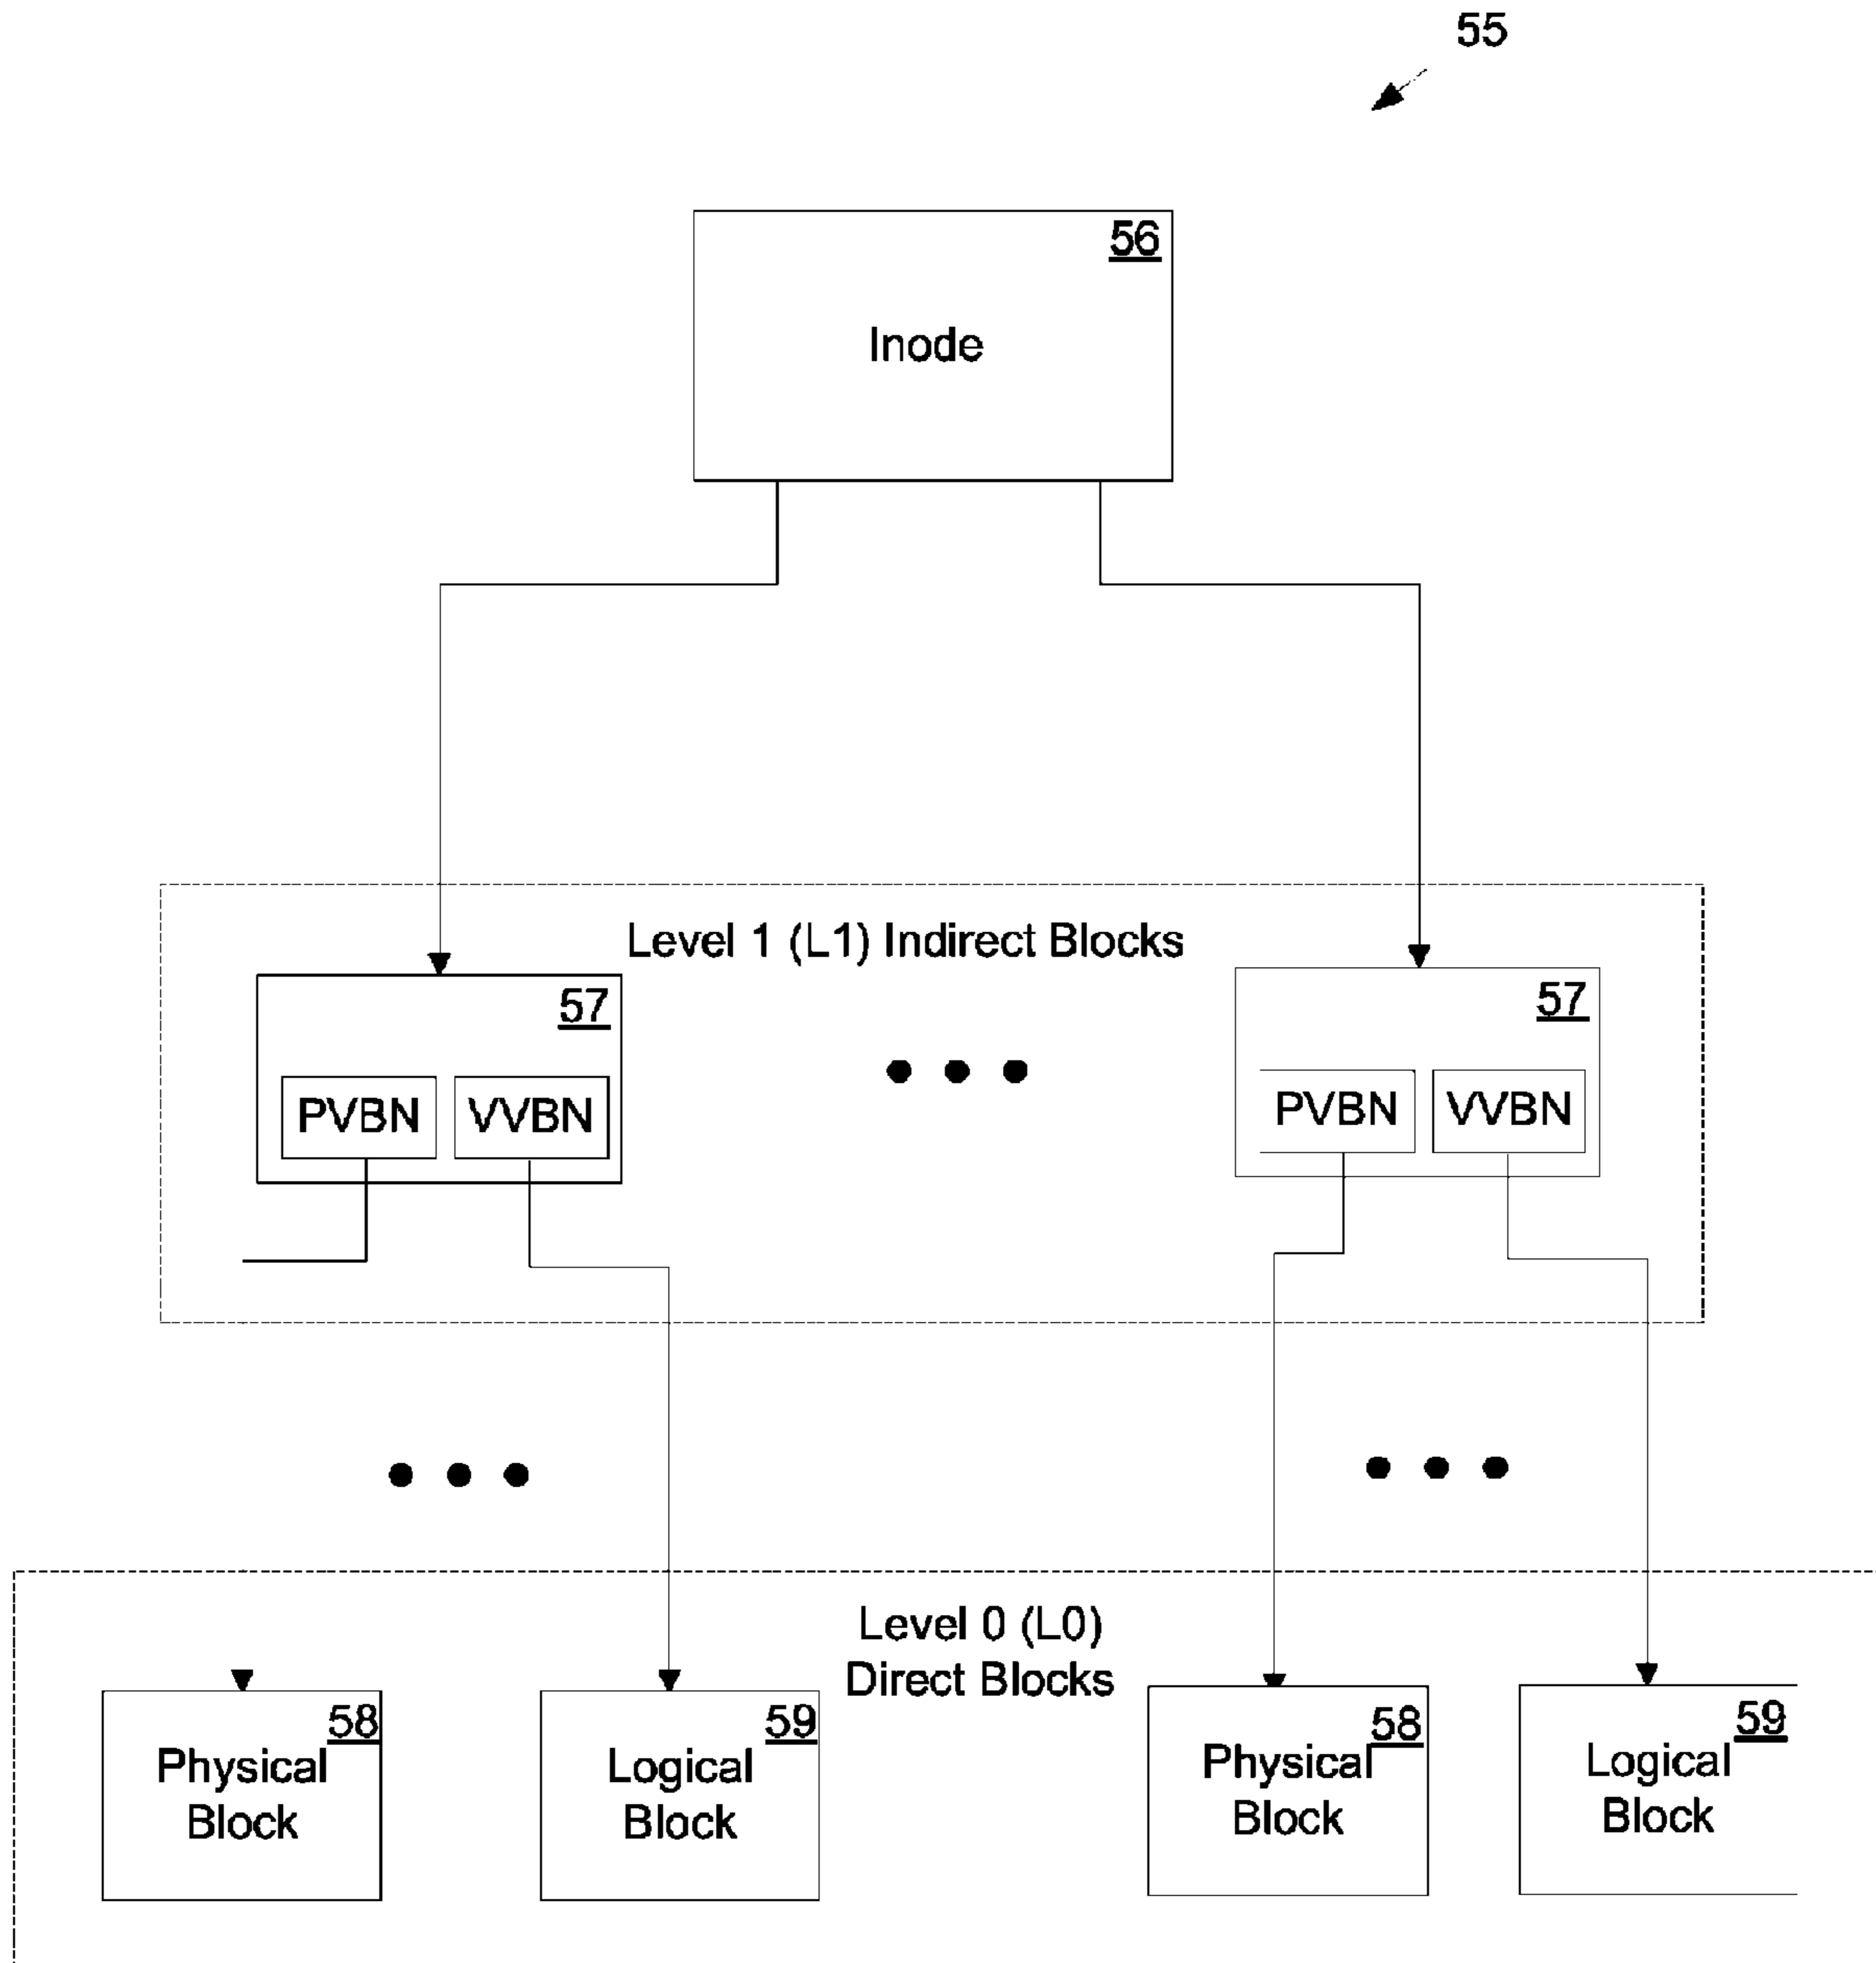 55
56
Inode
Level 1 (L1) Indirect Blocks
57
57
PVBN VVBN
PVBN VVBN
Level 0 (L0)
Direct Blocks
58
Physical
Block
59
Logical
Block
58
Physical
Block
59
Logical
Block